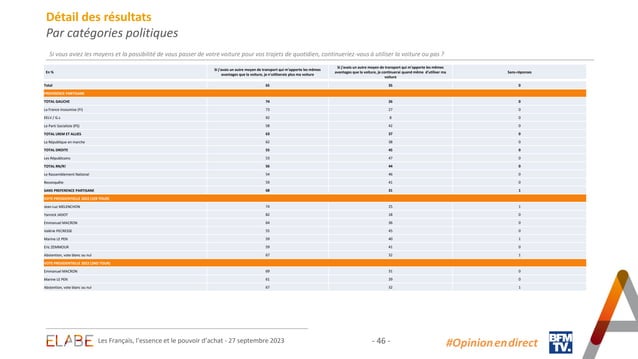 Détail des résultats
Par catégories politiques
Si vous aviez les moyens et la possibilité de vous passer de votre voiture pour vos trajets de quotidien, continueriez-vous à utiliser la voiture ou pas ?
En % Si j'avais un autre moyen de transport qui m'apporte les mêmes avantages que la voiture, je n'utiliserais plus ma voiture Si j'avais un autre moyen de transport qui m'apporte les mêmes avantages que la voiture, je continuerai quand même d'utiliser ma voiture Sans réponses
Total 65 35 0
PREFERENCE PARTISANE
TOTAL GAUCHE 74 26 0
La France Insoumise (FI) 73 27 0
EELV / G.s 92 8 0
Le Parti Socialiste (PS) 58 42 0
TOTAL LREM ET ALLIES 63 37 0
La République en marche 62 38 0
TOTAL DROITE 55 45 0
Les Républicains 53 47 0
TOTAL RN/R! 56 44 0
Le Rassemblement National 54 46 0
Reconquête 59 41 0
SANS PREFERENCE PARTISANE 68 31 1
VOTE PRESIDENTIELLE 2022 (1ER TOUR)
Jean-Luc MELENCHON 74 25 1
Yannick JADOT 82 18 0
Emmanuel MACRON 64 36 0
Valérie PECRESSE 55 45 0
Marine LE PEN 59 40 1
Eric ZEMMOUR 59 41 0
Abstention, vote blanc ou nul 67 32 1
VOTE PRESIDENTIELLE 2022 (2ND TOUR)
Emmanuel MACRON 69 31 0
Marine LE PEN 61 39 0
Abstention, vote blanc ou nul 67 32 1
ELABE Les Français, l'essence et le pouvoir d'achat - 27 septembre 2023 - 46 - #Opinion en direct BFM TV.